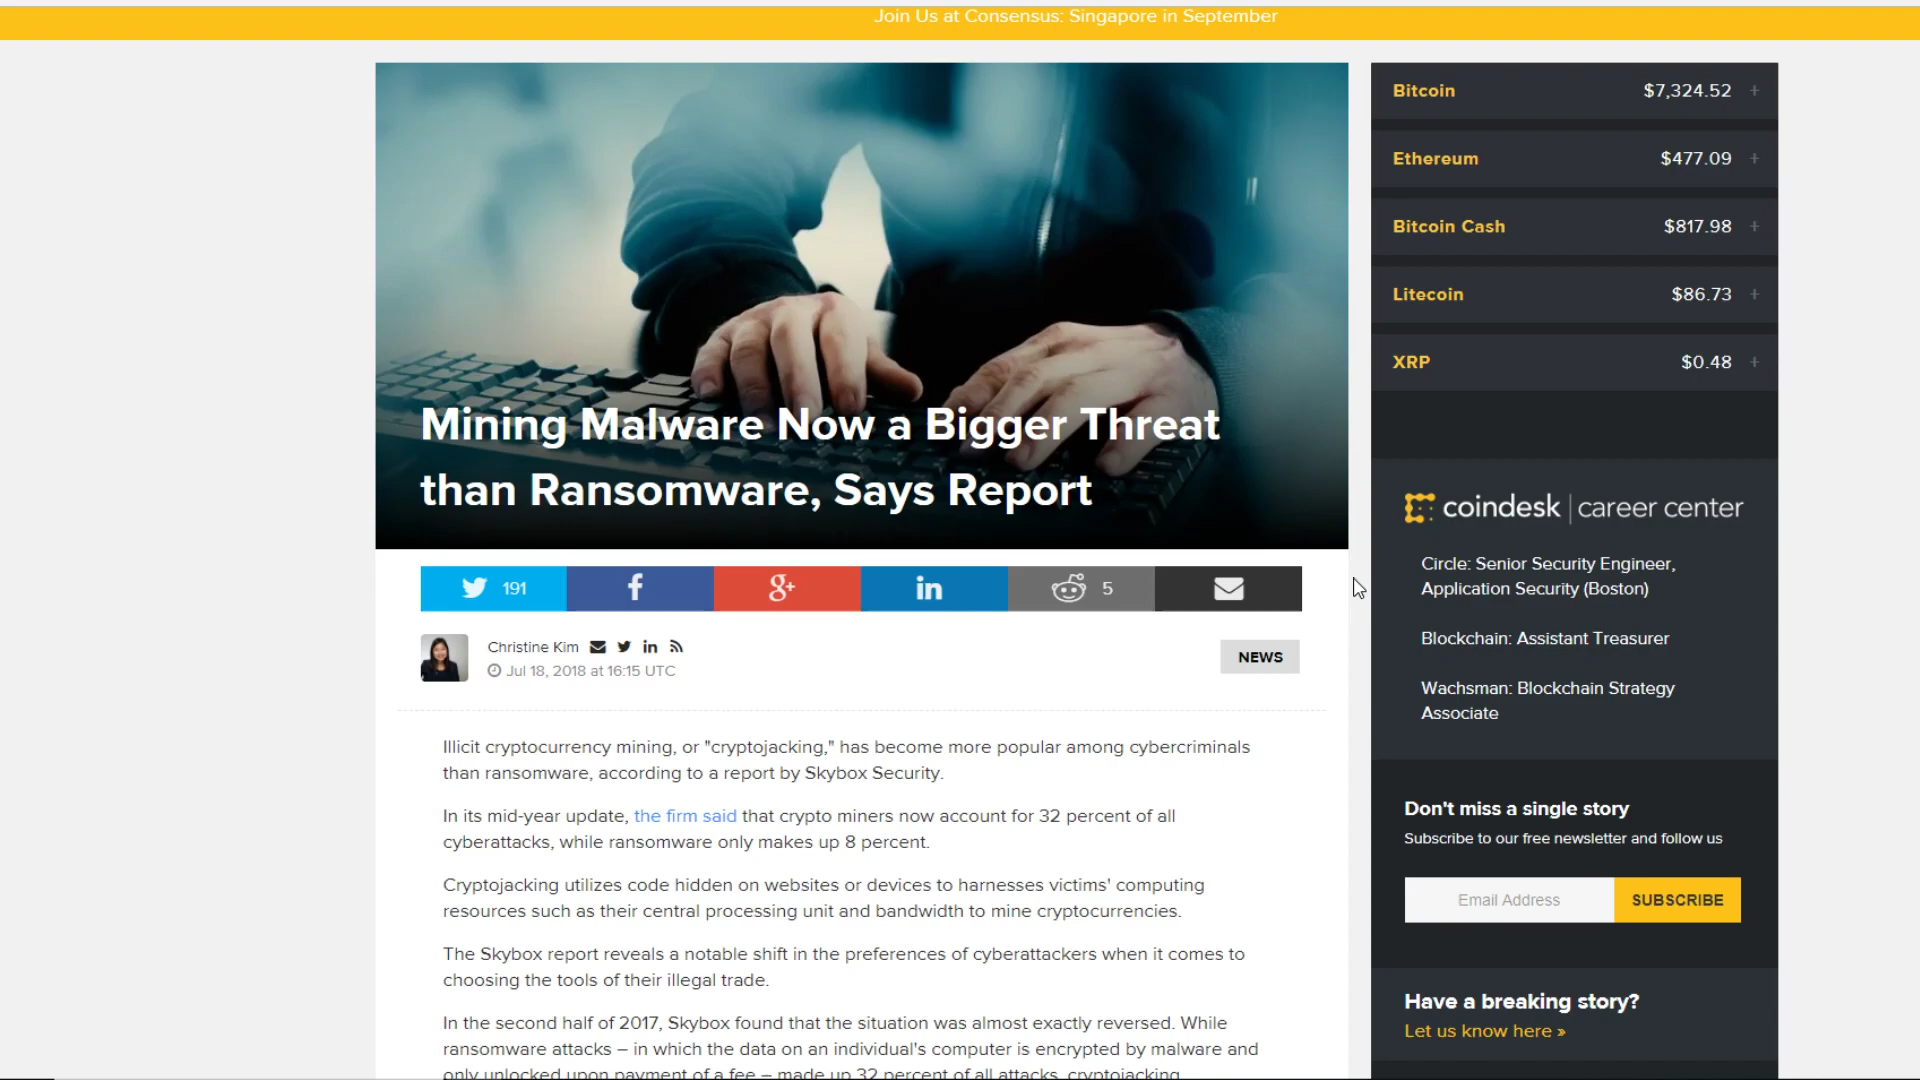 Join Us at Consensus: Singapore in September
Mining Malware Now a Bigger Threat
than Ransomware, Says Report
191
5
Christine Kim
Jul 18, 2018 at 16:15 UTC
NEWS
Illicit cryptocurrency mining, or "cryptojacking," has become more popular among cybercriminals
than ransomware, according to a report by Skybox Security.
In its mid-year update, the firm said that crypto miners now account for 32 percent of all
cyberattacks, while ransomware only makes up 8 percent.
Cryptojacking utilizes code hidden on websites or devices to harnesses victims' computing
resources such as their central processing unit and bandwidth to mine cryptocurrencies.
The Skybox report reveals a notable shift in the preferences of cyberattackers when it comes to
choosing the tools of their illegal trade.
In the second half of 2017, Skybox found that the situation was almost exactly reversed. While
ransomware attacks – in which the data on an individual's computer is encrypted by malware and
only unlocked upon payment of a fee – made up 32 percent of all attacks, cryptojacking
Bitcoin $7,324.52 +
Ethereum $477.09 +
Bitcoin Cash $817.98 +
Litecoin $86.73 +
XRP $0.48 +
coindesk | career center
Circle: Senior Security Engineer,
Application Security (Boston)
Blockchain: Assistant Treasurer
Wachsman: Blockchain Strategy
Associate
Don't miss a single story
Subscribe to our free newsletter and follow us
Email Address SUBSCRIBE
Have a breaking story?
Let us know here »